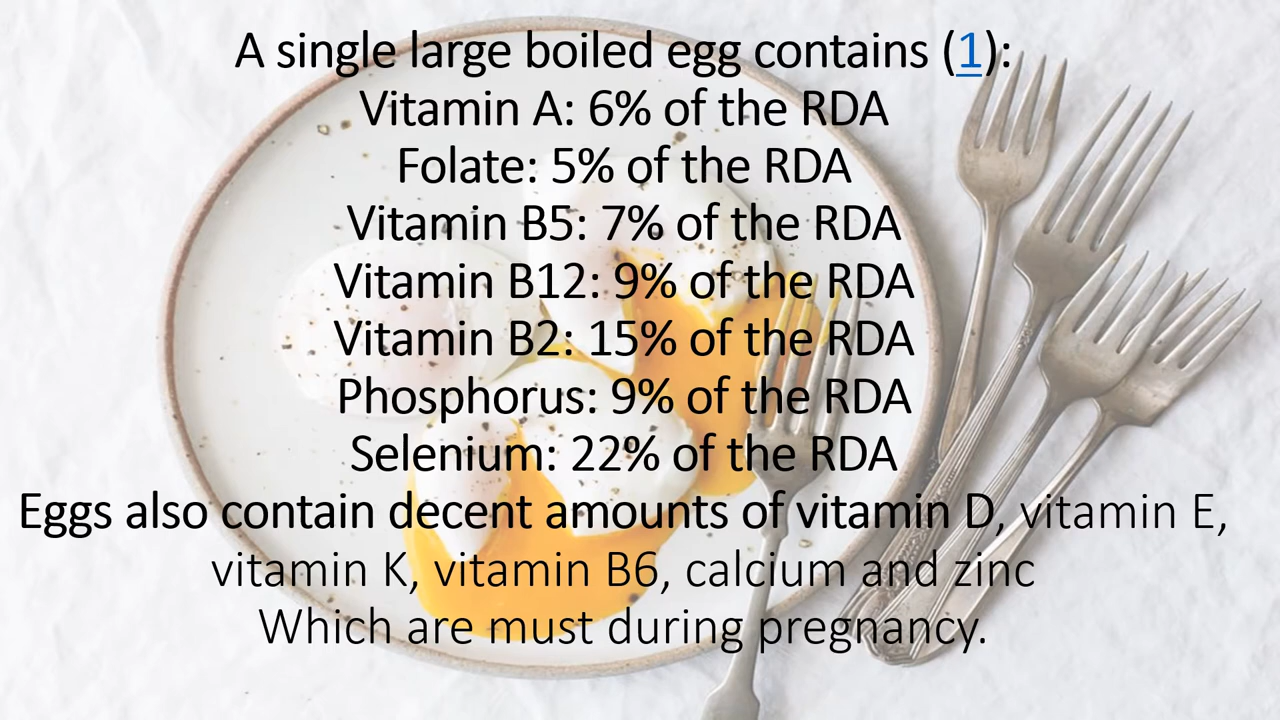 A single large boiled egg contains (1):
Vitamin A: 6% of the RDA
Folate: 5% of the RDA
Vitamin B5: 7% of the RDA
Vitamin B12: 9% of the RDA
Vitamin B2: 15% of the RDA
Phosphorus: 9% of the RDA
Selenium: 22% of the RDA
Eggs also contain decent amounts of vitamin D, vitamin E,
vitamin K, vitamin B6, calcium and zinc
Which are must during pregnancy.